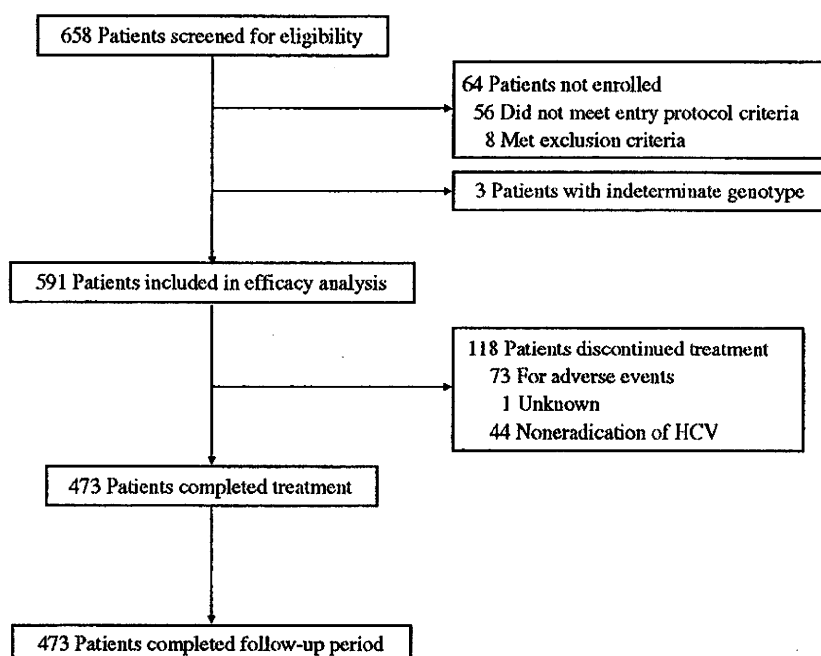 658 Patients screened for eligibility
64 Patients not enrolled
56 Did not meet entry protocol criteria
8 Met exclusion criteria
3 Patients with indeterminate genotype
591 Patients included in efficacy analysis
118 Patients discontinued treatment
73 For adverse events
1 Unknown
44 Noneradication of HCV
473 Patients completed treatment
473 Patients completed follow-up period